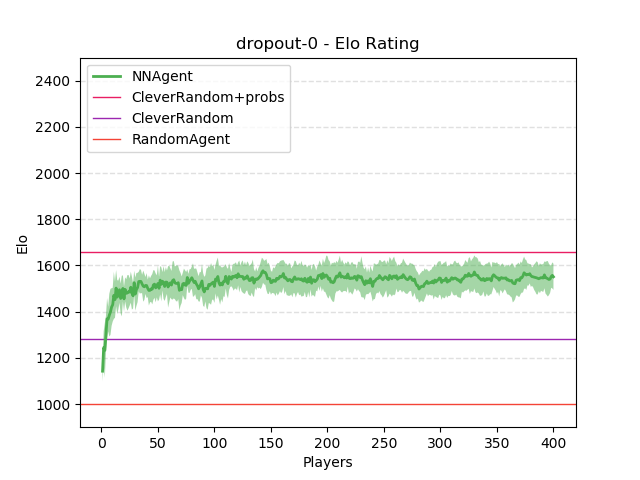 dropout-0 - Elo Rating
NNAgent
CleverRandom+probs
CleverRandom
RandomAgent
2400
2200
2000
1800
1600
1400
1200
1000
Elo
0 50 100 150 200 250 300 350 400
Players